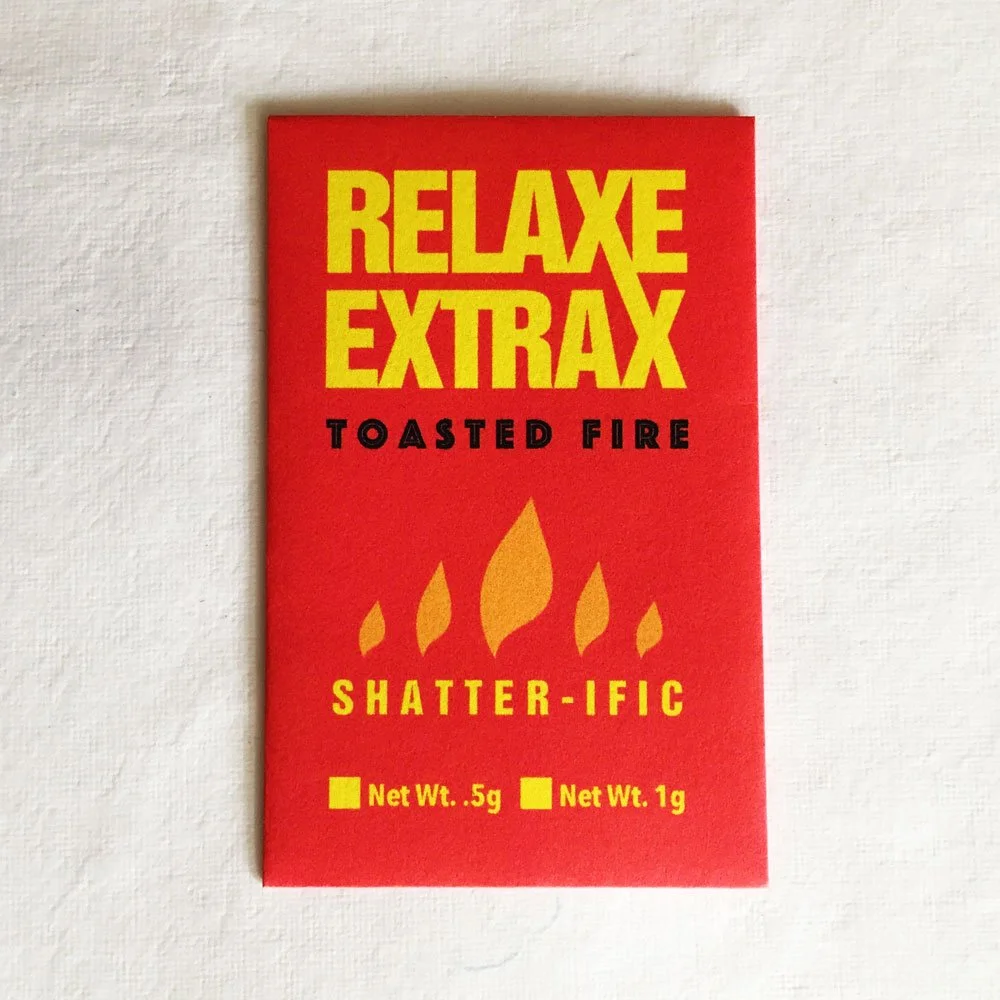 RELAXE
EXTRAX
TOASTED FIRE
SHATTER-IFIC
Net Wt. .5g Net Wt. 1g